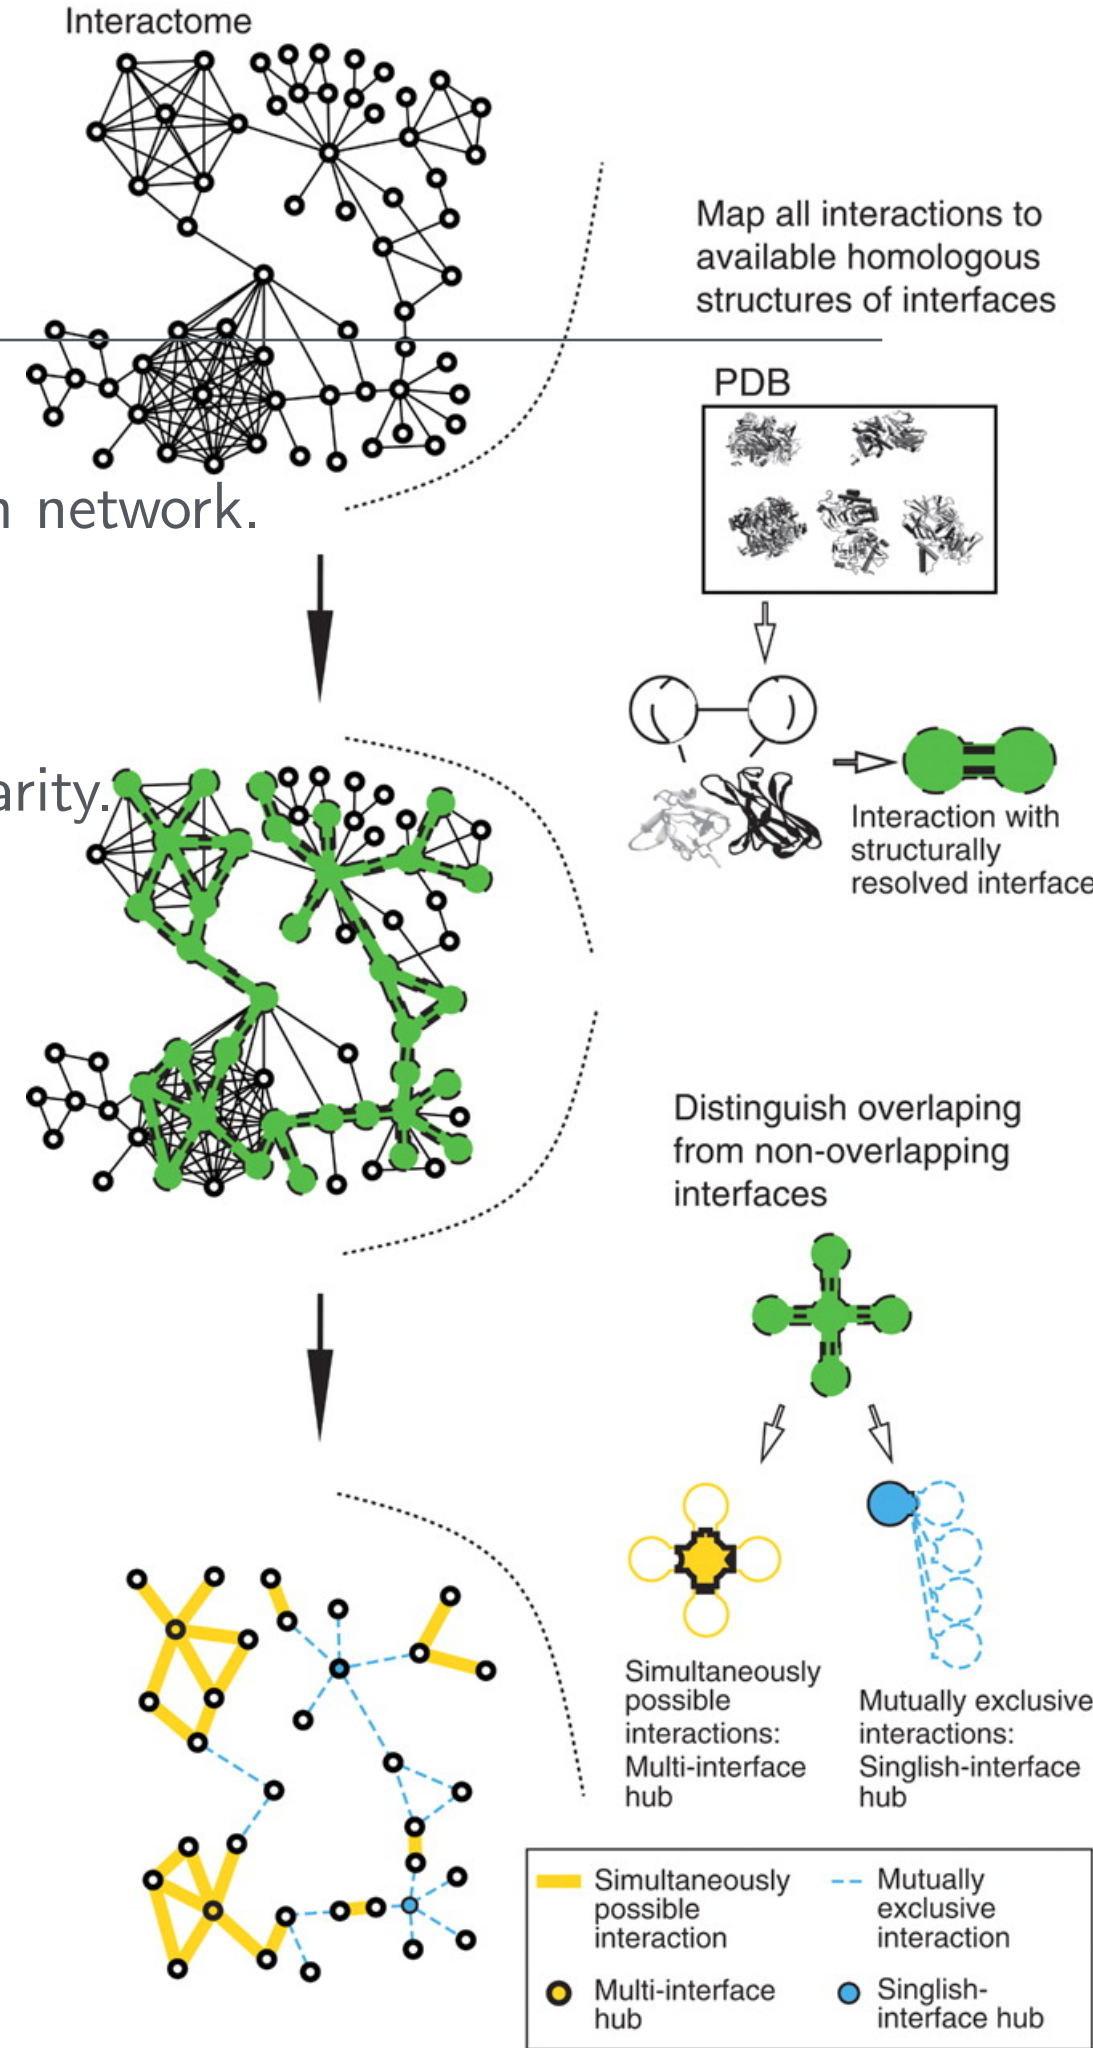 Interactome
Map all interactions to
available homologous
structures of interfaces
PDB
network.
arity.
Interaction with
structurally
resolved interface
Distinguish overlaping
from non-overlapping
interfaces
Simultaneously
possible
interactions:
Multi-interface
hub
Mutually exclusive
interactions:
Singlish-interface
hub
Simultaneously
possible
interaction
Mutually
exclusive
interaction
Multi-interface
hub
Singlish-
interface hub